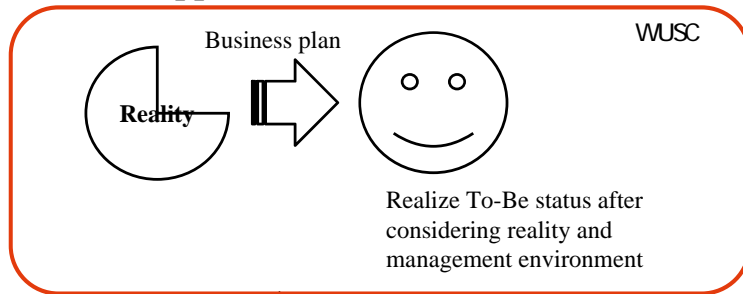 Business plan
WUSC
Reality
Realize To-Be status after
considering reality and
management environment